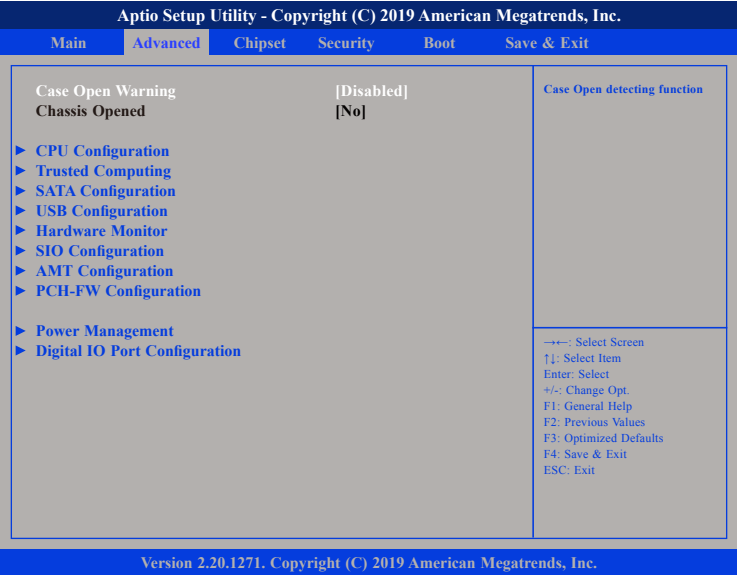 Aptio Setup Utility - Copyright (C) 2019 American Megatrends, Inc.
Main Advanced Chipset Security Boot Save & Exit
Case Open Warning [Disabled]
Chassis Opened [No]
► CPU Configuration
► Trusted Computing
► SATA Configuration
► USB Configuration
► Hardware Monitor
► SIO Configuration
► AMT Configuration
► PCH-FW Configuration
► Power Management
► Digital IO Port Configuration
Case Open detecting function
→←: Select Screen
↑↓: Select Item
Enter: Select
+/-: Change Opt.
F1: General Help
F2: Previous Values
F3: Optimized Defaults
F4: Save & Exit
ESC: Exit
Version 2.20.1271. Copyright (C) 2019 American Megatrends, Inc.